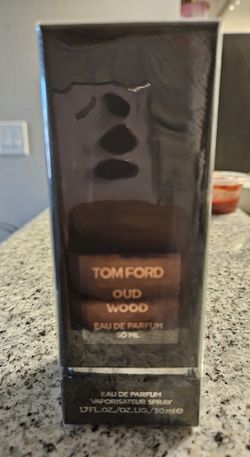 TOM FORD
OUD
WOOD
EAU DE PARFUM
50 ML
EAU DE PARFUM
VAPORISATEUR SPRAY
1.7 FL.OZ./OZ.LIQ./50 ml ℮